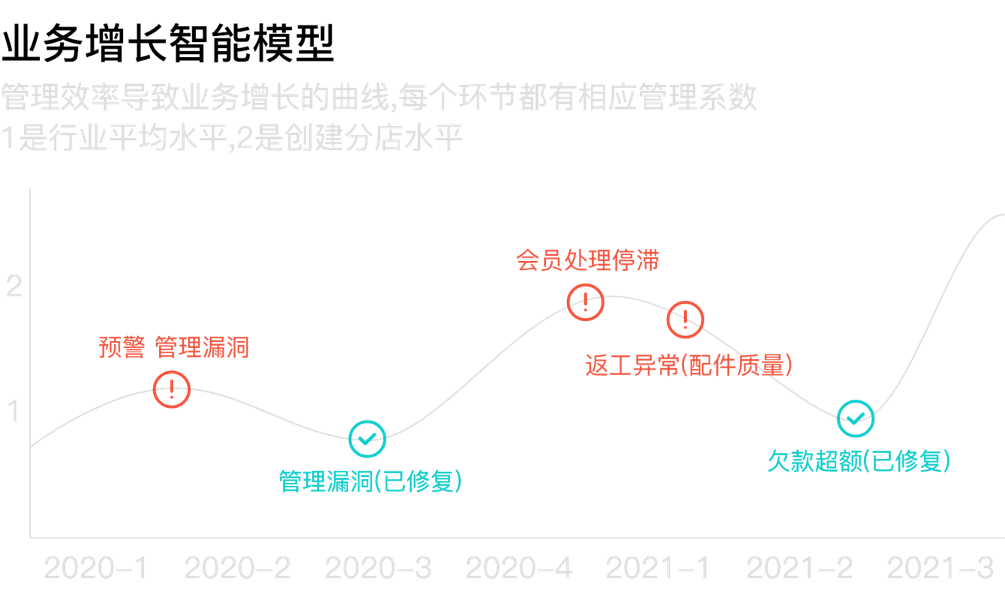 业务增长智能模型
管理效率导致业务增长的曲线,每个环节都有相应管理系数
1是行业平均水平,2是创建分店水平
会员处理停滞
2
预警 管理漏洞
返工异常(配件质量)
1
欠款超额(已修复)
管理漏洞(已修复)
2020-1 2020-2 2020-3 2020-4 2021-1 2021-2 2021-3